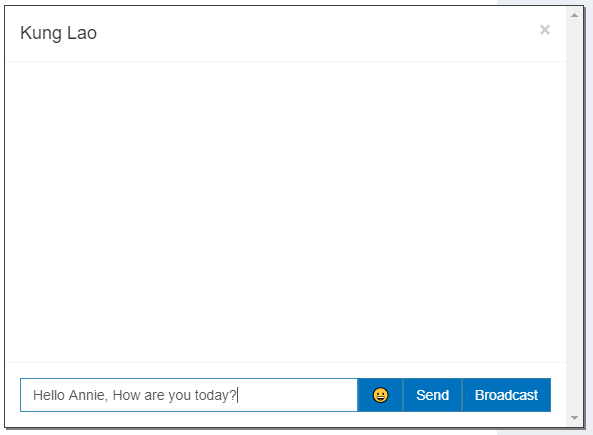 Kung Lao
×
Hello Annie, How are you today?
Send
Broadcast